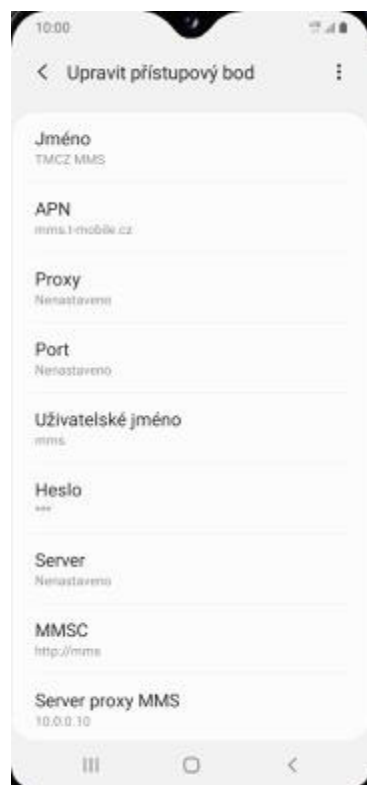 10:00
Upravit přístupový bod
Jméno
TMCZ MMS
APN
mms.t-mobile.cz
Proxy
Nenastaveno
Port
Nenastaveno
Uživatelské jméno
mms
Heslo
***
Server
Nenastaveno
MMSC
http://mms
Server proxy MMS
10.0.0.10